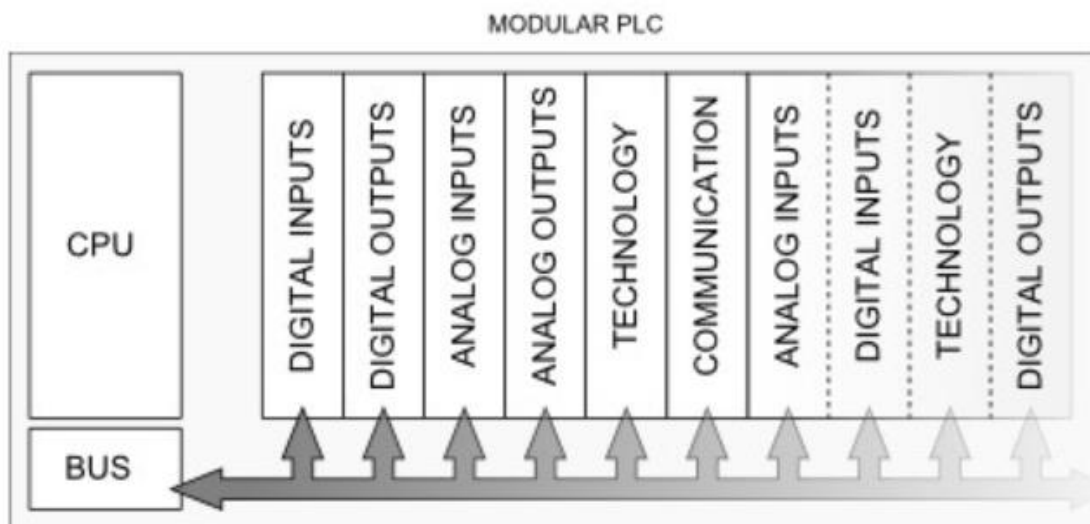 MODULAR PLC
CPU
DIGITAL INPUTS
DIGITAL OUTPUTS
ANALOG INPUTS
ANALOG OUTPUTS
TECHNOLOGY
COMMUNICATION
ANALOG INPUTS
DIGITAL INPUTS
TECHNOLOGY
DIGITAL OUTPUTS
BUS